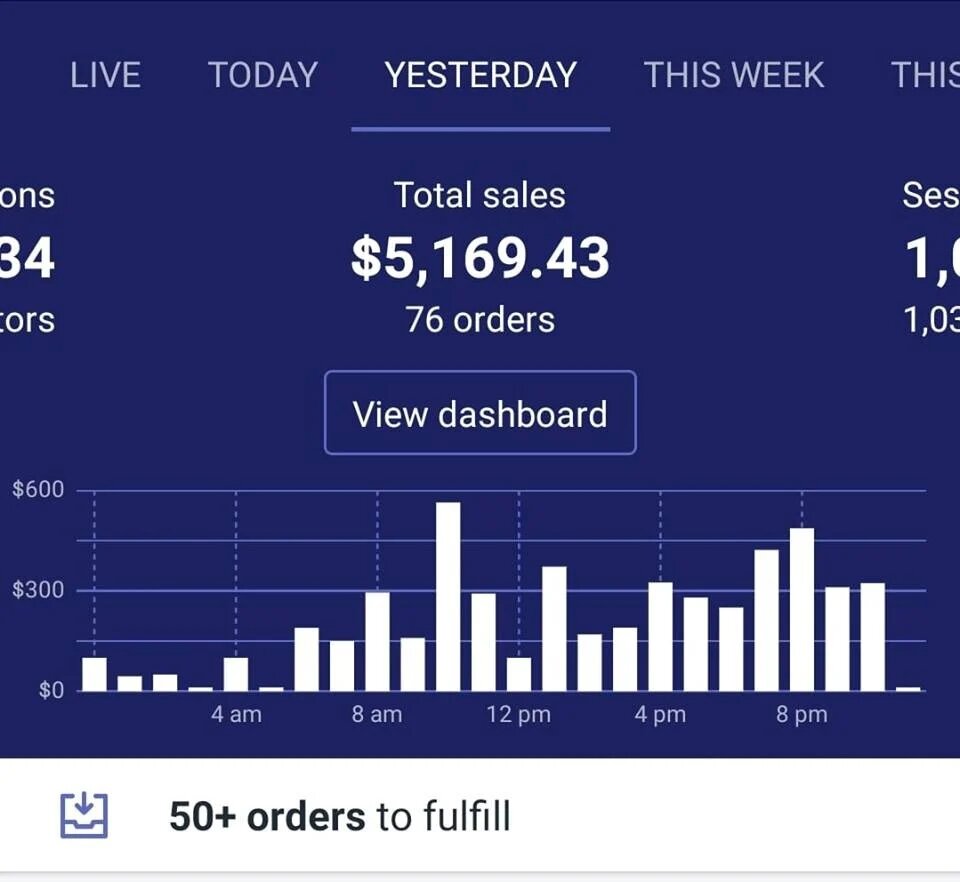 LIVE TODAY YESTERDAY THIS WEEK THIS
ons Total sales Ses
34 $5,169.43 1,0
tors 76 orders 1,03
View dashboard
$600
$300
$0
4 am 8 am 12 pm 4 pm 8 pm
50+ orders to fulfill